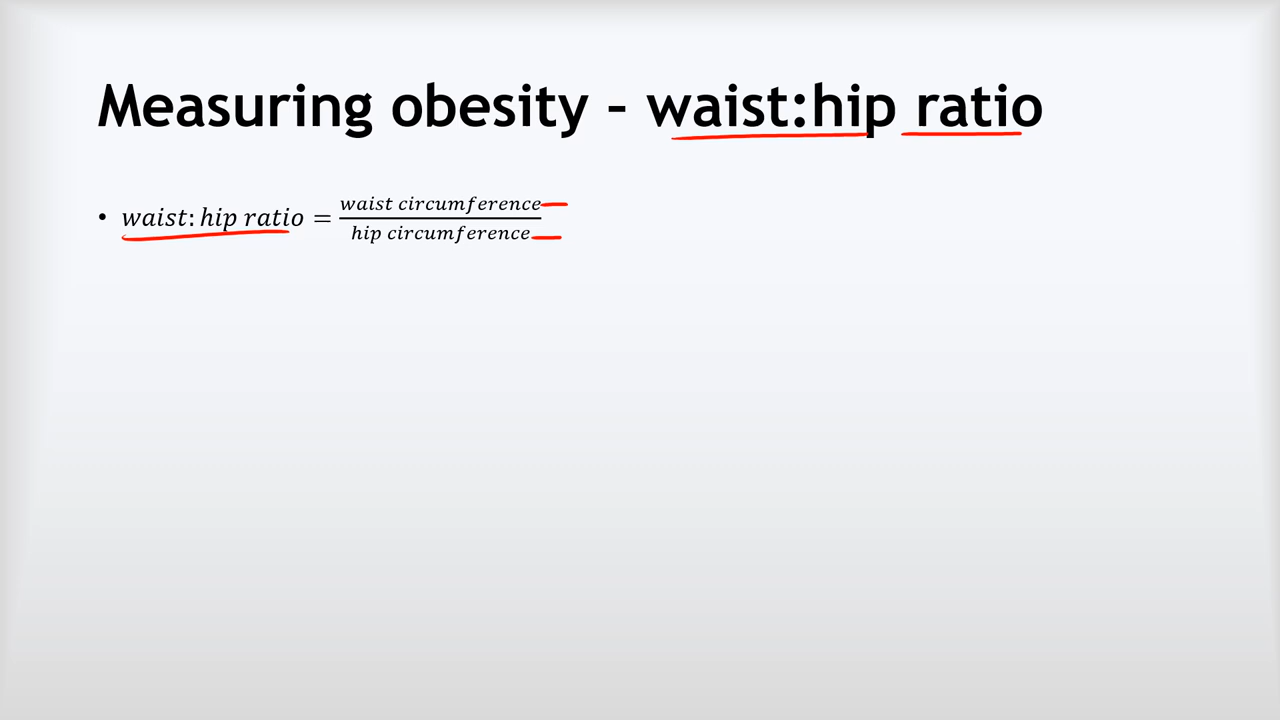 Measuring obesity – waist:hip ratio
• waist: hip ratio = waist circumference / hip circumference